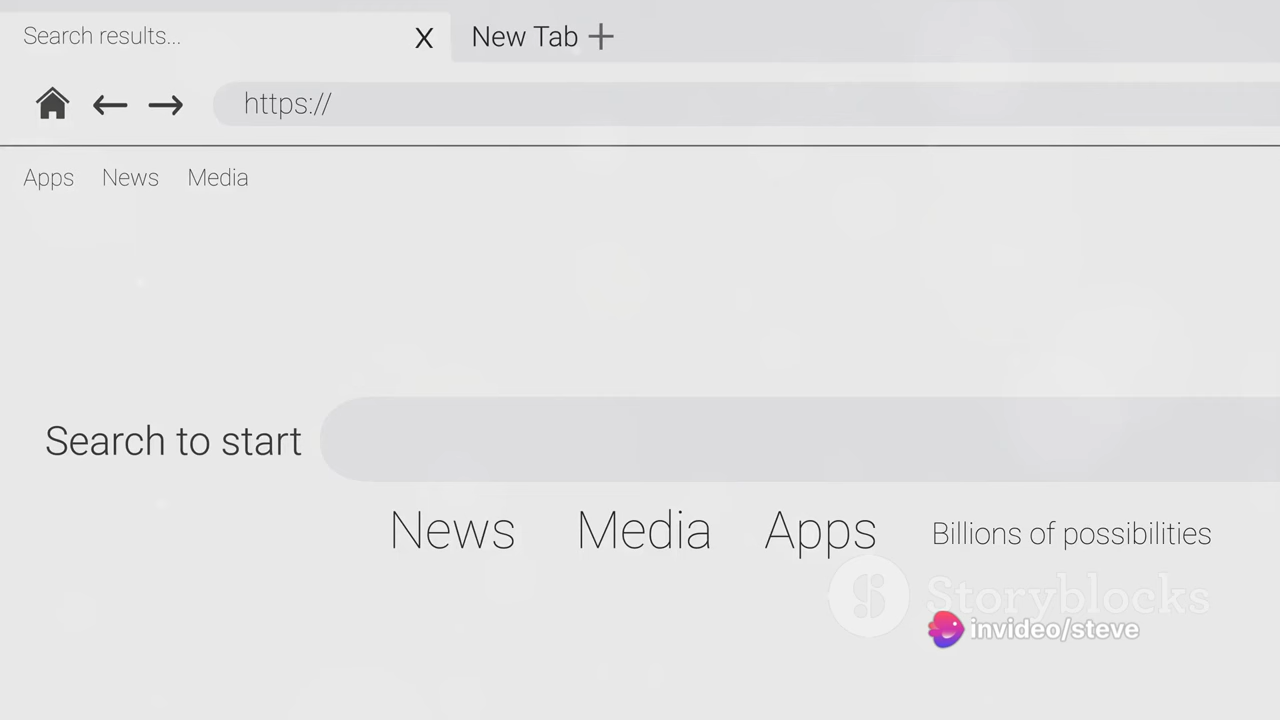 Search results... X New Tab +
https://
Apps News Media
Search to start
News Media Apps Billions of possibilities
Storyblocks
invideo/steve